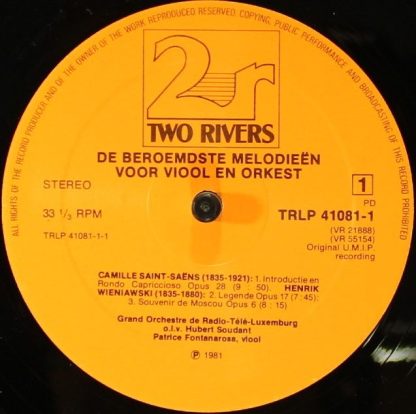 ALL RIGHTS OF THE RECORD PRODUCER AND OF THE OWNER OF THE WORK REPRODUCED RESERVED. COPYING, PUBLIC PERFORMANCE AND BROADCASTING OF THIS RECORD PROHIBITED
2r
TWO RIVERS
DE BEROEMDSTE MELODIEËN
VOOR VIOOL EN ORKEST
STEREO
1
PD
33 1/3 RPM
TRLP 41081-1
(VR 21888)
TRLP 41081-1-1
(VR 55154)
Original U.M.I.P.
recording
CAMILLE SAINT-SAËNS (1835-1921): 1. Introductie en
Rondo Capriccioso Opus 28 (9 : 50). HENRIK
WIENIAWSKI (1835-1880): 2. Legende Opus 17 (7:45);
3. Souvenir de Moscou Opus 6 (8 : 15)
Grand Orchestre de Radio-Télé-Luxemburg
o.l.v. Hubert Soudant
Patrice Fontanarosa, viool
℗ 1981